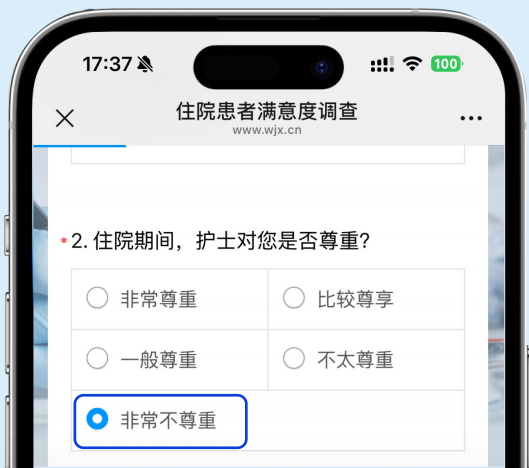 17:37
100
住院患者满意度调查
www.wjx.cn
*2. 住院期间，护士对您是否尊重?
非常尊重
比较尊享
一般尊重
不太尊重
非常不尊重